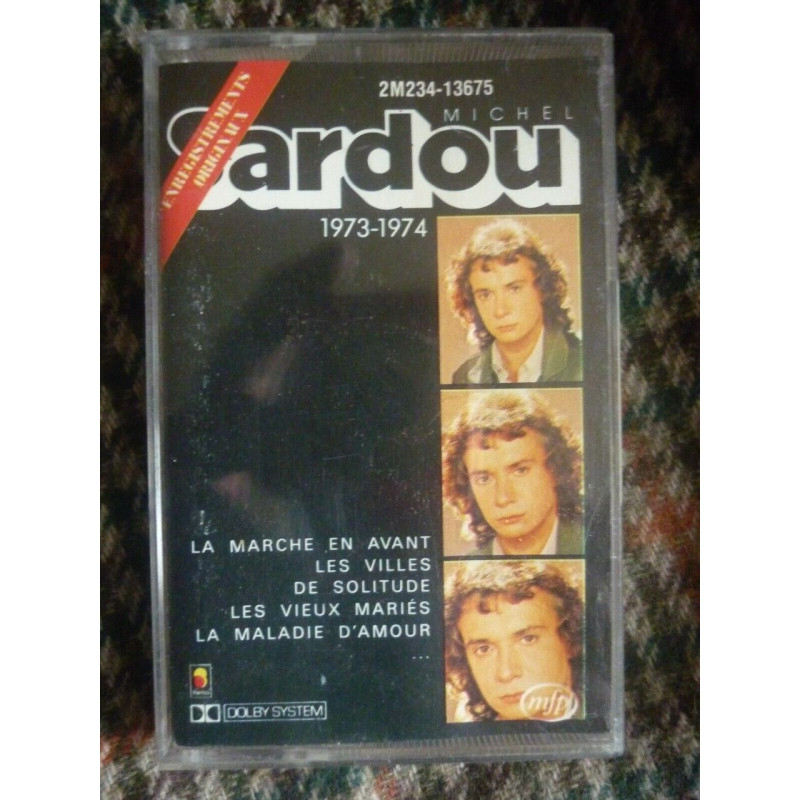 ENREGISTREMENTS
ORIGINAUX
2M234-13675
MICHEL
Sardou
1973-1974
LA MARCHE EN AVANT
LES VILLES
DE SOLITUDE
LES VIEUX MARIÉS
LA MALADIE D'AMOUR
...
DOLBY SYSTEM
mfp